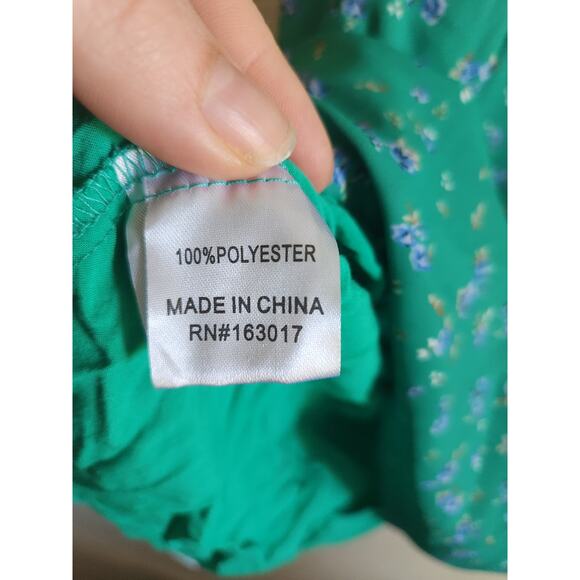 100%POLYESTER
MADE IN CHINA
RN#163017